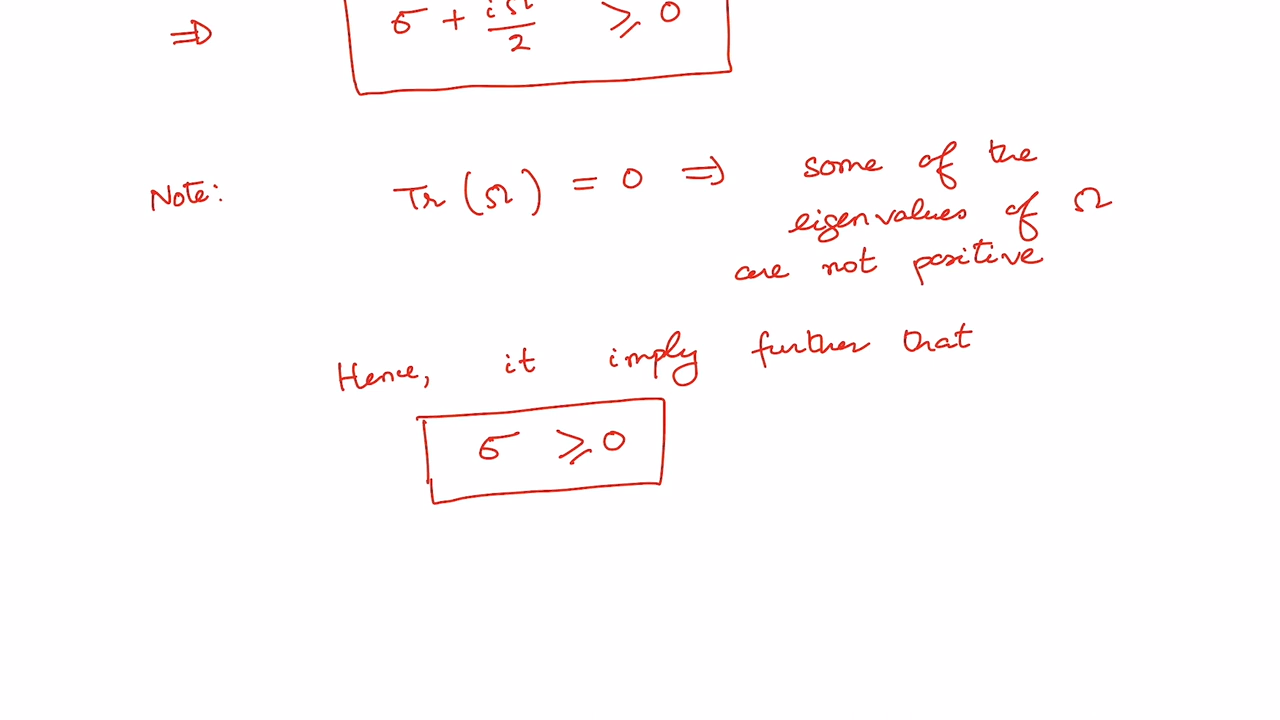 ⇒ σ + iΩ/2 ≥ 0
Note: Tr (Ω) = 0 ⇒ some of the
eigenvalues of Ω
are not positive
Hence, it imply further that
σ ≥ 0